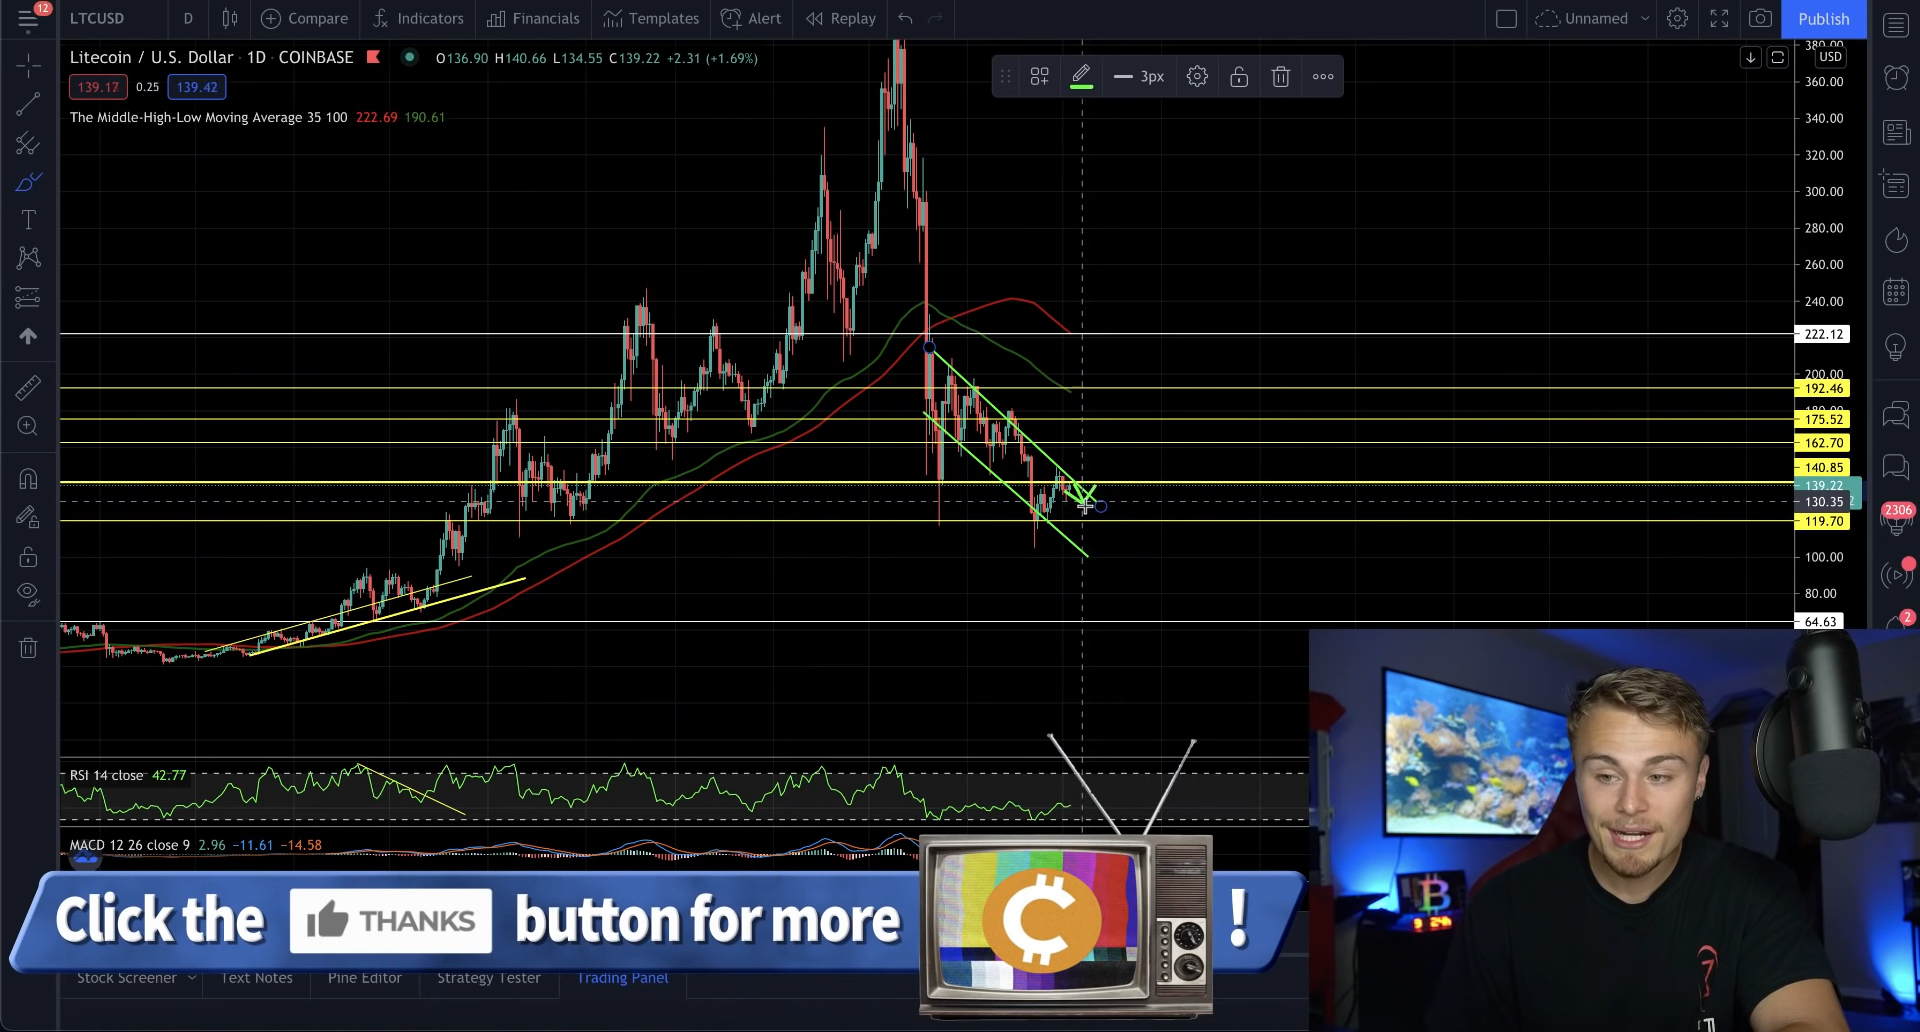 12
LTCUSD D Compare Indicators Financials Templates Alert Replay Unnamed Publish
Litecoin / U.S. Dollar · 1D · COINBASE O136.90 H140.66 L134.55 C139.22 +2.31 (+1.69%)
139.17 0.25 139.42
The Middle-High-Low Moving Average 35 100 222.69 190.61
3px
USD
380.00
360.00
340.00
320.00
300.00
280.00
260.00
240.00
222.12
200.00
192.46
180.00
175.52
162.70
140.85
139.22
130.35
119.70
100.00
80.00
64.63
2306
2
RSI 14 close 42.77
MACD 12 26 close 9 2.96 −11.61 −14.58
Click the THANKS button for more !
Stock Screener Text Notes Pine Editor Strategy Tester Trading Panel